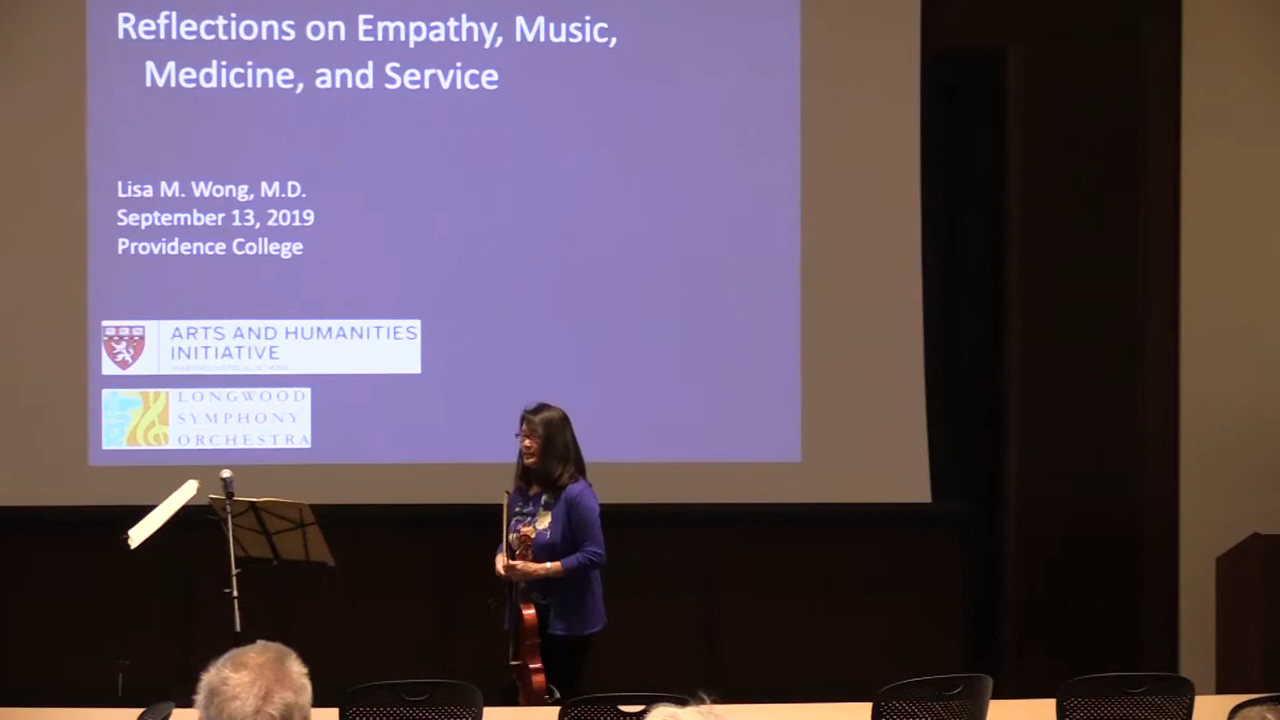 Reflections on Empathy, Music,
Medicine, and Service
Lisa M. Wong, M.D.
September 13, 2019
Providence College
ARTS AND HUMANITIES
INITIATIVE
LONGWOOD
SYMPHONY
ORCHESTRA